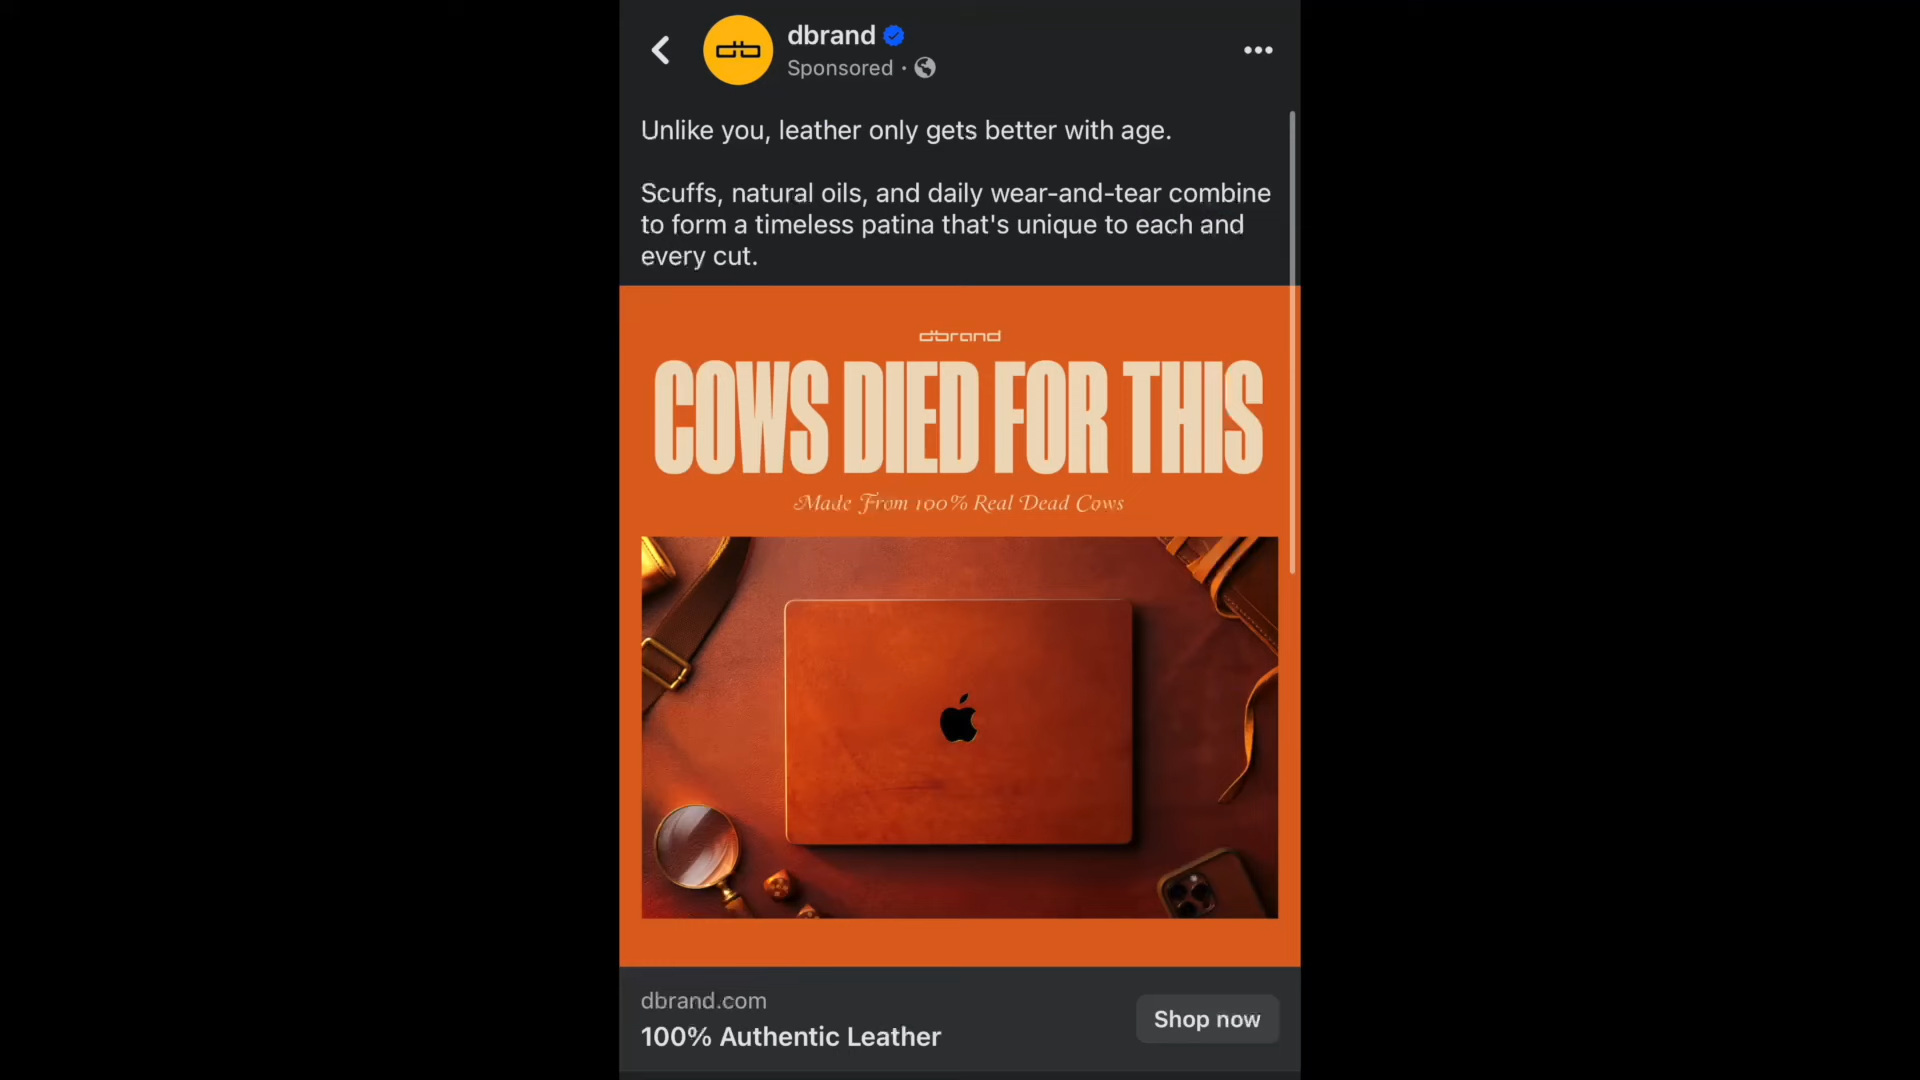 dbrand
Sponsored ·
Unlike you, leather only gets better with age.
Scuffs, natural oils, and daily wear-and-tear combine
to form a timeless patina that's unique to each and
every cut.
dbrand
COWS DIED FOR THIS
Made From 100% Real Dead Cows
dbrand.com
100% Authentic Leather
Shop now